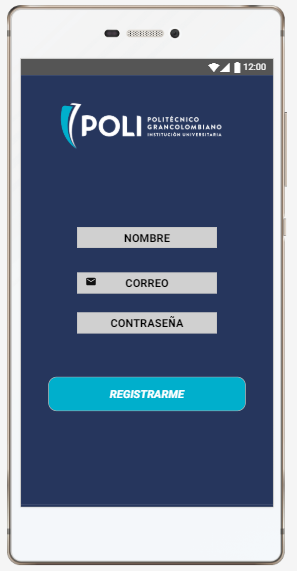 12:00
POLI
POLITÉCNICO
GRANCOLOMBIANO
INSTITUCIÓN UNIVERSITARIA
NOMBRE
CORREO
CONTRASEÑA
REGISTRARME